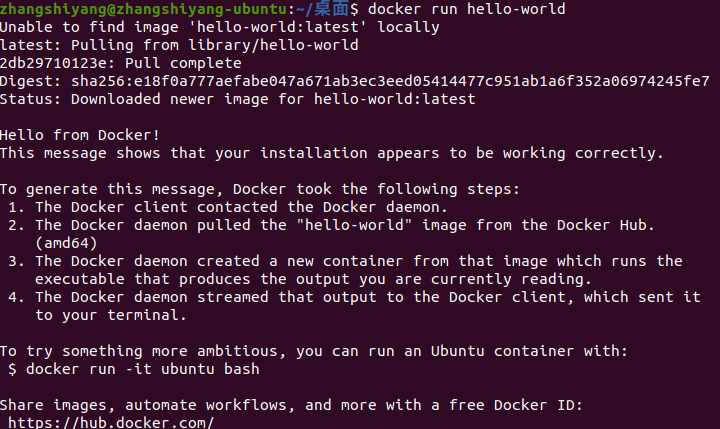 zhangshiyang@zhangshiyang-ubuntu:~/桌面$ docker run hello-world
Unable to find image 'hello-world:latest' locally
latest: Pulling from library/hello-world
2db29710123e: Pull complete
Digest: sha256:e18f0a777aefabe047a671ab3ec3eed05414477c951ab1a6f352a06974245fe7
Status: Downloaded newer image for hello-world:latest
Hello from Docker!
This message shows that your installation appears to be working correctly.
To generate this message, Docker took the following steps:
1. The Docker client contacted the Docker daemon.
2. The Docker daemon pulled the "hello-world" image from the Docker Hub.
(amd64)
3. The Docker daemon created a new container from that image which runs the
executable that produces the output you are currently reading.
4. The Docker daemon streamed that output to the Docker client, which sent it
to your terminal.
To try something more ambitious, you can run an Ubuntu container with:
$ docker run -it ubuntu bash
Share images, automate workflows, and more with a free Docker ID:
https://hub.docker.com/